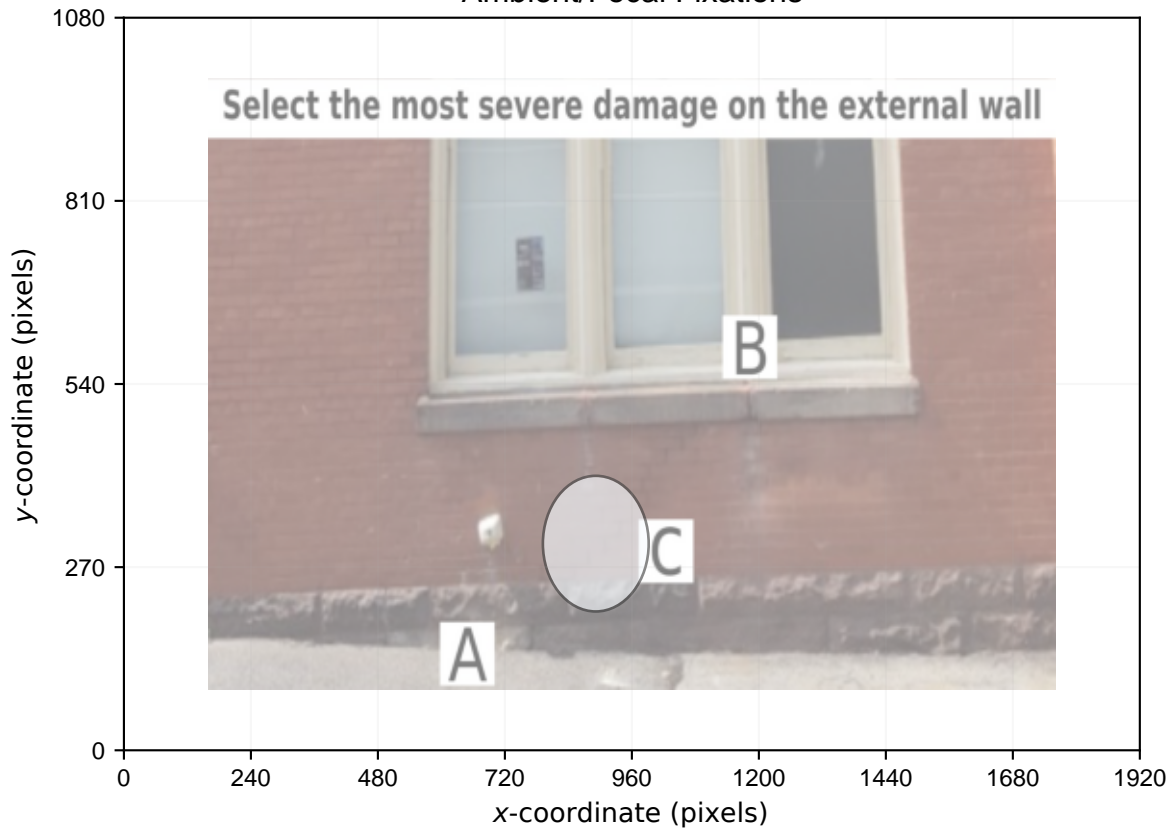 Ambient/Focal Fixations
1080
Select the most severe damage on the external wall
810
B
540
C
270
A
0
0 240 480 720 960 1200 1440 1680 1920
x-coordinate (pixels)
y-coordinate (pixels)